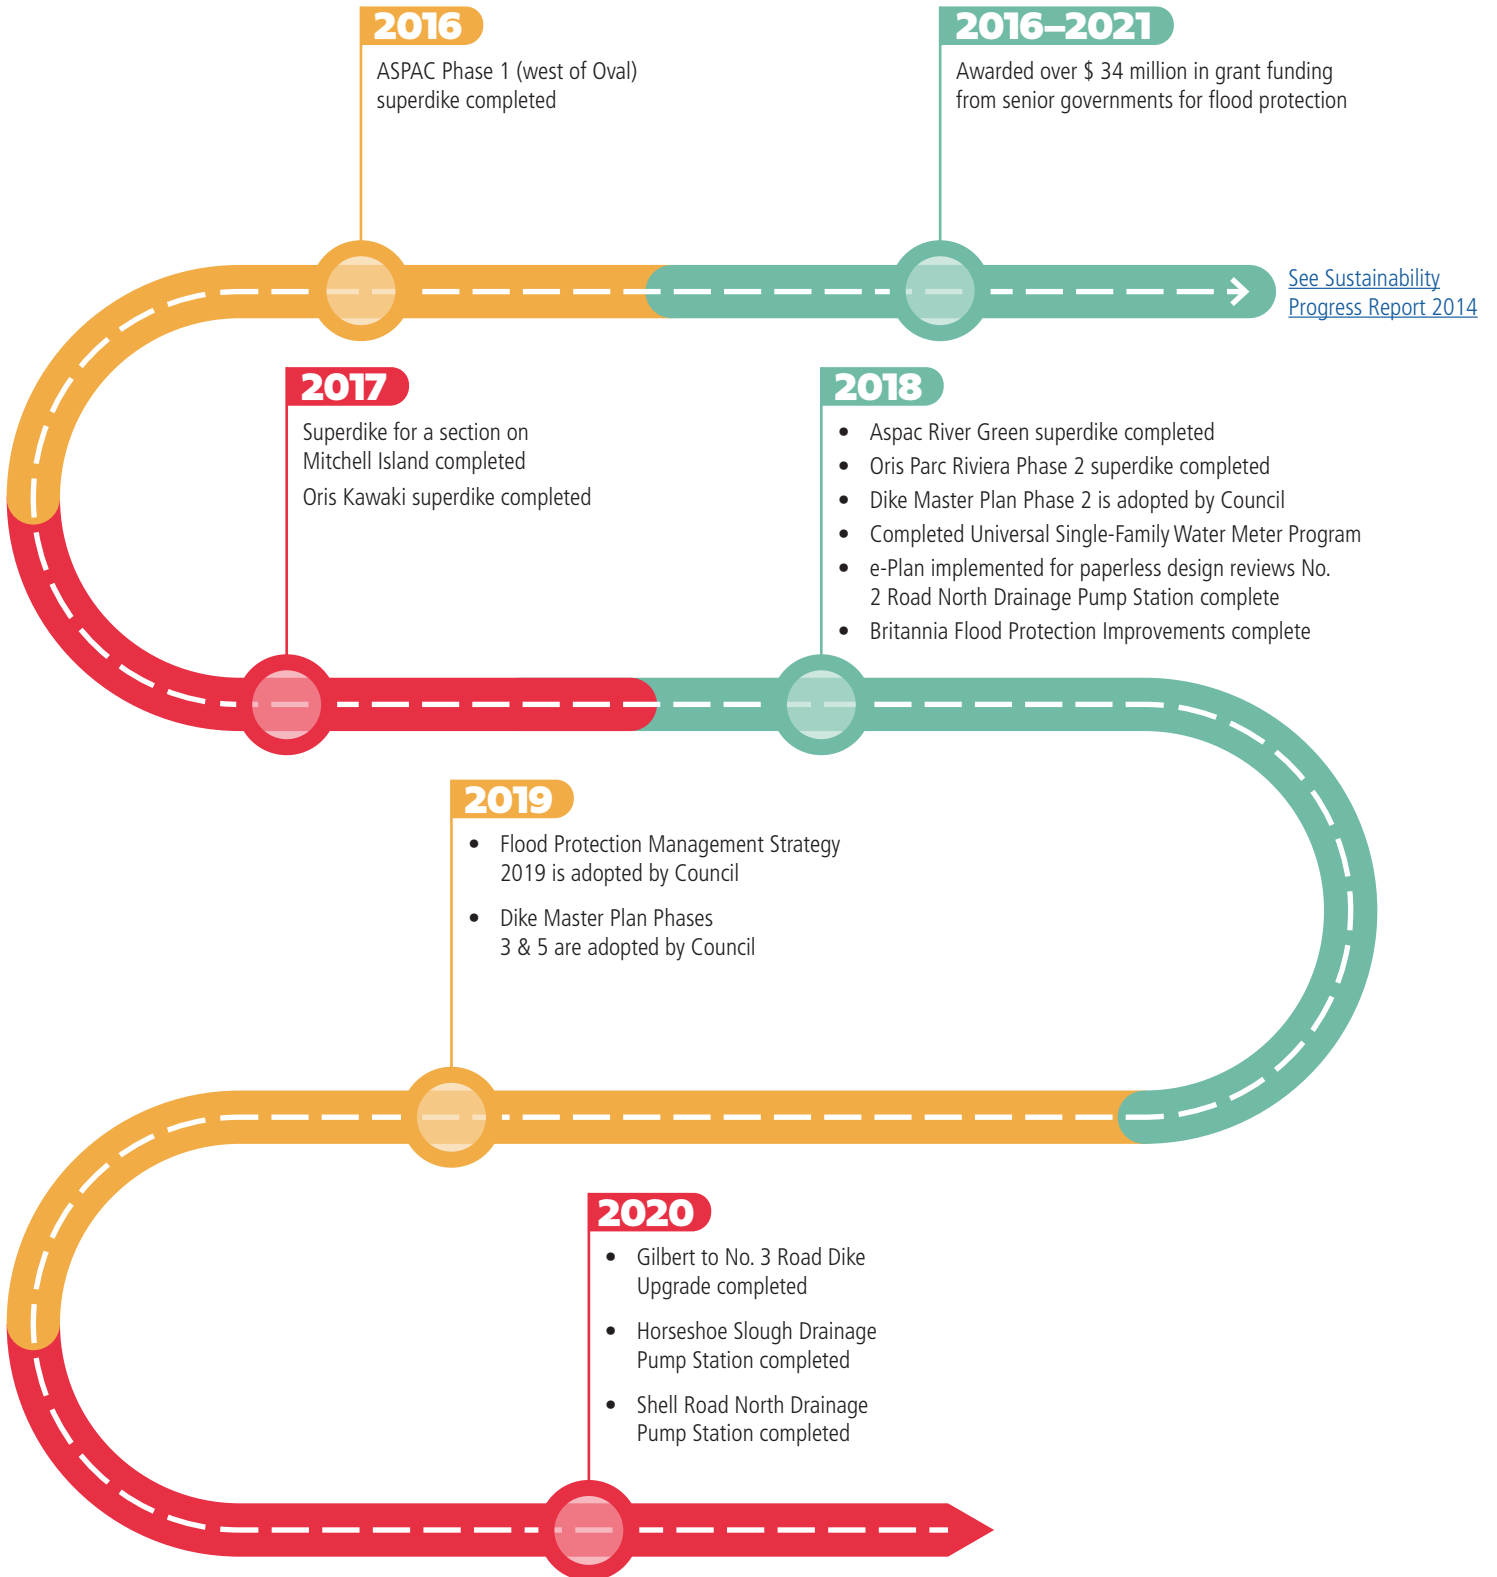 2016
ASPAC Phase 1 (west of Oval)
superdike completed
2016–2021
Awarded over $ 34 million in grant funding
from senior governments for flood protection
See Sustainability
Progress Report 2014
2017
Superdike for a section on
Mitchell Island completed
Oris Kawaki superdike completed
2018
• Aspac River Green superdike completed
• Oris Parc Riviera Phase 2 superdike completed
• Dike Master Plan Phase 2 is adopted by Council
• Completed Universal Single-Family Water Meter Program
• e-Plan implemented for paperless design reviews No.
2 Road North Drainage Pump Station complete
• Britannia Flood Protection Improvements complete
2019
• Flood Protection Management Strategy
2019 is adopted by Council
• Dike Master Plan Phases
3 & 5 are adopted by Council
2020
• Gilbert to No. 3 Road Dike
Upgrade completed
• Horseshoe Slough Drainage
Pump Station completed
• Shell Road North Drainage
Pump Station completed